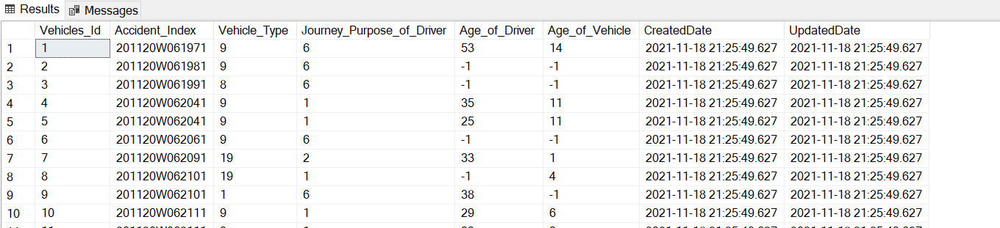 Results Messages
Vehicles_Id Accident_Index Vehicle_Type Journey_Purpose_of_Driver Age_of_Driver Age_of_Vehicle CreatedDate UpdatedDate
1 1 201120W061971 9 6 53 14 2021-11-18 21:25:49.627 2021-11-18 21:25:49.627
2 2 201120W061981 9 6 -1 -1 2021-11-18 21:25:49.627 2021-11-18 21:25:49.627
3 3 201120W061991 8 6 -1 -1 2021-11-18 21:25:49.627 2021-11-18 21:25:49.627
4 4 201120W062041 9 1 35 11 2021-11-18 21:25:49.627 2021-11-18 21:25:49.627
5 5 201120W062041 9 1 25 11 2021-11-18 21:25:49.627 2021-11-18 21:25:49.627
6 6 201120W062061 9 6 -1 -1 2021-11-18 21:25:49.627 2021-11-18 21:25:49.627
7 7 201120W062091 19 2 33 1 2021-11-18 21:25:49.627 2021-11-18 21:25:49.627
8 8 201120W062101 19 1 -1 4 2021-11-18 21:25:49.627 2021-11-18 21:25:49.627
9 9 201120W062101 1 6 38 -1 2021-11-18 21:25:49.627 2021-11-18 21:25:49.627
10 10 201120W062111 9 1 29 6 2021-11-18 21:25:49.627 2021-11-18 21:25:49.627